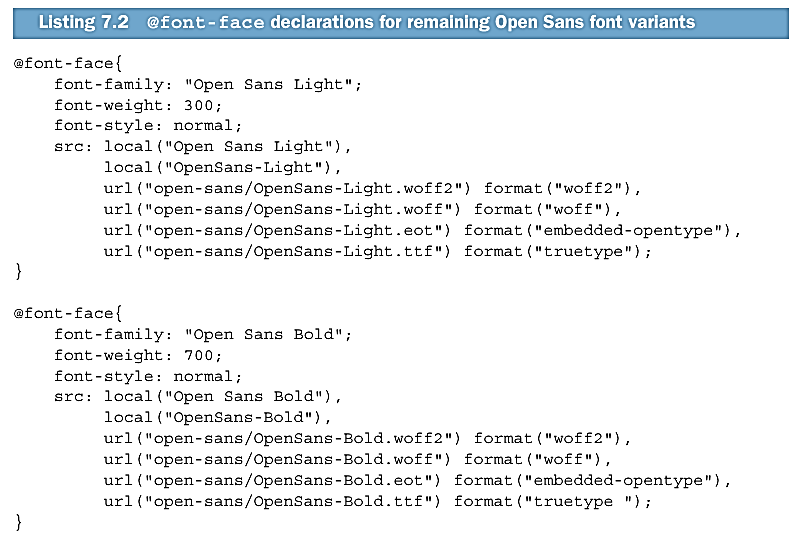 Listing 7.2 @font-face declarations for remaining Open Sans font variants
@font-face{
    font-family: "Open Sans Light";
    font-weight: 300;
    font-style: normal;
    src: local("Open Sans Light"),
         local("OpenSans-Light"),
         url("open-sans/OpenSans-Light.woff2") format("woff2"),
         url("open-sans/OpenSans-Light.woff") format("woff"),
         url("open-sans/OpenSans-Light.eot") format("embedded-opentype"),
         url("open-sans/OpenSans-Light.ttf") format("truetype");
}
@font-face{
    font-family: "Open Sans Bold";
    font-weight: 700;
    font-style: normal;
    src: local("Open Sans Bold"),
         local("OpenSans-Bold"),
         url("open-sans/OpenSans-Bold.woff2") format("woff2"),
         url("open-sans/OpenSans-Bold.woff") format("woff"),
         url("open-sans/OpenSans-Bold.eot") format("embedded-opentype"),
         url("open-sans/OpenSans-Bold.ttf") format("truetype ");
}